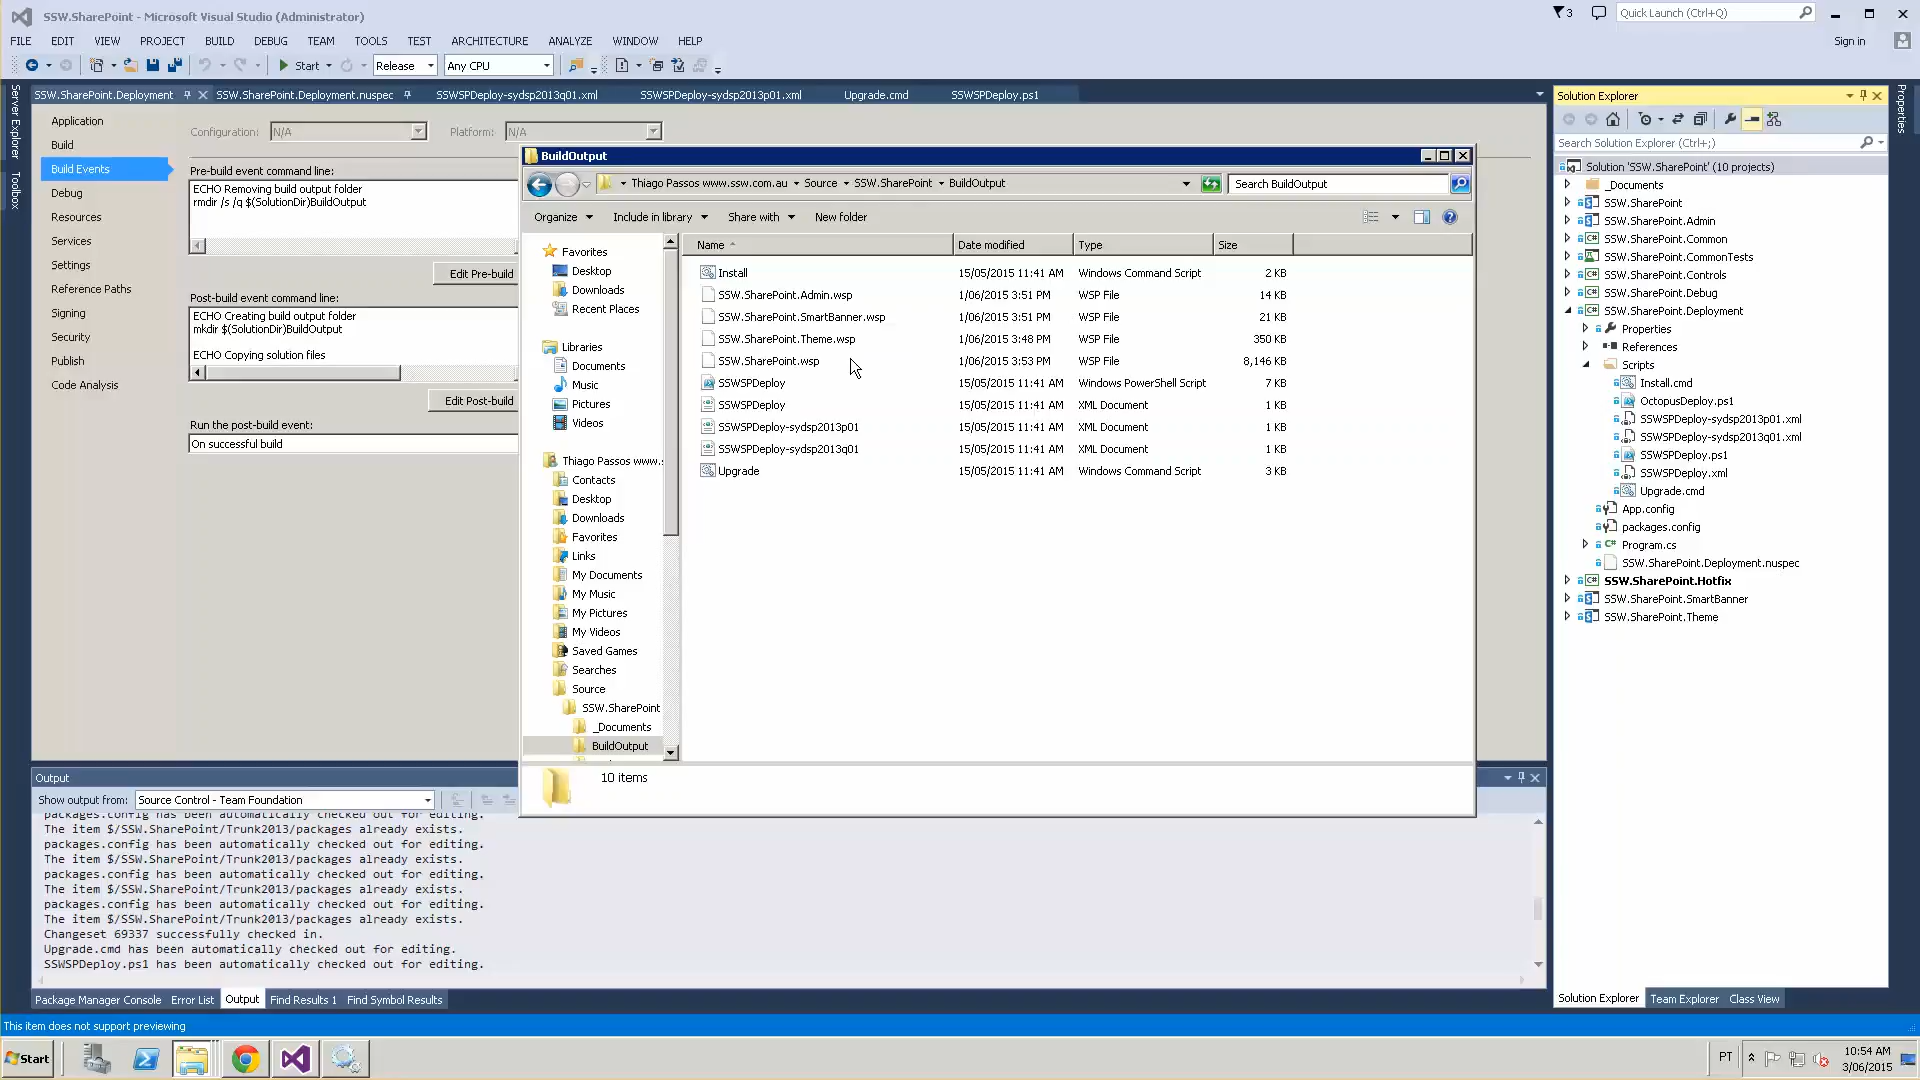 SSW.SharePoint - Microsoft Visual Studio (Administrator)
3
Quick Launch (Ctrl+Q)
FILE EDIT VIEW PROJECT BUILD DEBUG TEAM TOOLS TEST ARCHITECTURE ANALYZE WINDOW HELP
Sign in
Start Release Any CPU
Server Explorer
Toolbox
SSW.SharePoint.Deployment SSW.SharePoint.Deployment.nuspec SSWSPDeploy-sydsp2013q01.xml SSWSPDeploy-sydsp2013p01.xml Upgrade.cmd SSWSPDeploy.ps1
Application
Build
Build Events
Debug
Resources
Services
Settings
Reference Paths
Signing
Security
Publish
Code Analysis
Configuration: N/A Platform: N/A
Pre-build event command line:
ECHO Removing build output folder
rmdir /s /q $(SolutionDir)BuildOutput
Edit Pre-build
Post-build event command line:
ECHO Creating build output folder
mkdir $(SolutionDir)BuildOutput
ECHO Copying solution files
Edit Post-build
Run the post-build event:
On successful build
BuildOutput
Thiago Passos www.ssw.com.au Source SSW.SharePoint BuildOutput
Search BuildOutput
Organize Include in library Share with New folder
Favorites
Desktop
Downloads
Recent Places
Libraries
Documents
Music
Pictures
Videos
Thiago Passos www.
Contacts
Desktop
Downloads
Favorites
Links
My Documents
My Music
My Pictures
My Videos
Saved Games
Searches
Source
SSW.SharePoint
_Documents
BuildOutput
Name Date modified Type Size
Install 15/05/2015 11:41 AM Windows Command Script 2 KB
SSW.SharePoint.Admin.wsp 1/06/2015 3:51 PM WSP File 14 KB
SSW.SharePoint.SmartBanner.wsp 1/06/2015 3:51 PM WSP File 21 KB
SSW.SharePoint.Theme.wsp 1/06/2015 3:48 PM WSP File 350 KB
SSW.SharePoint.wsp 1/06/2015 3:53 PM WSP File 8,146 KB
SSWSPDeploy 15/05/2015 11:41 AM Windows PowerShell Script 7 KB
SSWSPDeploy 15/05/2015 11:41 AM XML Document 1 KB
SSWSPDeploy-sydsp2013p01 15/05/2015 11:41 AM XML Document 1 KB
SSWSPDeploy-sydsp2013q01 15/05/2015 11:41 AM XML Document 1 KB
Upgrade 15/05/2015 11:41 AM Windows Command Script 3 KB
10 items
Output
Show output from: Source Control - Team Foundation
packages.config has been automatically checked out for editing.
The item $/SSW.SharePoint/Trunk2013/packages already exists.
packages.config has been automatically checked out for editing.
The item $/SSW.SharePoint/Trunk2013/packages already exists.
packages.config has been automatically checked out for editing.
The item $/SSW.SharePoint/Trunk2013/packages already exists.
packages.config has been automatically checked out for editing.
The item $/SSW.SharePoint/Trunk2013/packages already exists.
Changeset 69337 successfully checked in.
Upgrade.cmd has been automatically checked out for editing.
SSWSPDeploy.ps1 has been automatically checked out for editing.
Package Manager Console Error List Output Find Results 1 Find Symbol Results
Solution Explorer
Search Solution Explorer (Ctrl+;)
Solution 'SSW.SharePoint' (10 projects)
_Documents
SSW.SharePoint
SSW.SharePoint.Admin
SSW.SharePoint.Common
SSW.SharePoint.CommonTests
SSW.SharePoint.Controls
SSW.SharePoint.Debug
SSW.SharePoint.Deployment
Properties
References
Scripts
Install.cmd
OctopusDeploy.ps1
SSWSPDeploy-sydsp2013p01.xml
SSWSPDeploy-sydsp2013q01.xml
SSWSPDeploy.ps1
SSWSPDeploy.xml
Upgrade.cmd
App.config
packages.config
Program.cs
SSW.SharePoint.Deployment.nuspec
SSW.SharePoint.Hotfix
SSW.SharePoint.SmartBanner
SSW.SharePoint.Theme
Solution Explorer Team Explorer Class View
Properties
This item does not support previewing
Start
PT
10:54 AM
3/06/2015